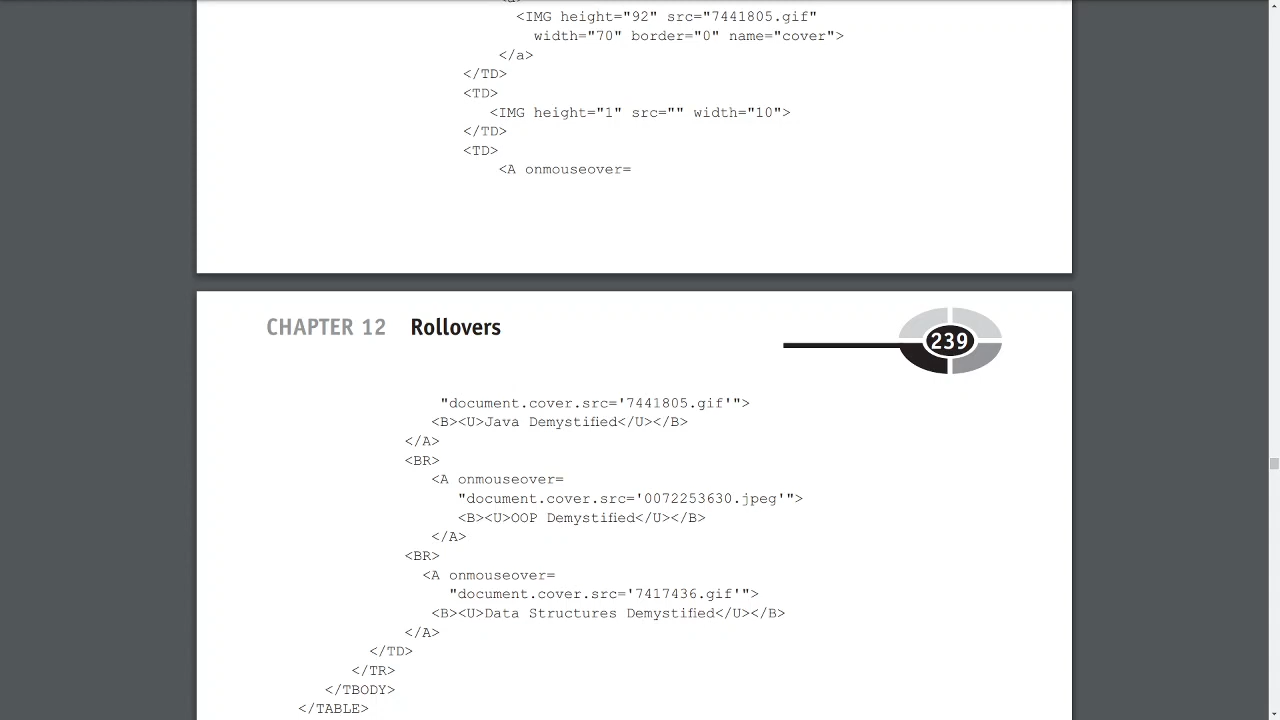 <a>
<IMG height="92" src="7441805.gif"
width="70" border="0" name="cover">
</a>
</TD>
<TD>
<IMG height="1" src="" width="10">
</TD>
<TD>
<A onmouseover=
CHAPTER 12 Rollovers
239
"document.cover.src='7441805.gif'">
<B><U>Java Demystified</U></B>
</A>
<BR>
<A onmouseover=
"document.cover.src='0072253630.jpeg'">
<B><U>OOP Demystified</U></B>
</A>
<BR>
<A onmouseover=
"document.cover.src='7417436.gif'">
<B><U>Data Structures Demystified</U></B>
</A>
</TD>
</TR>
</TBODY>
</TABLE>